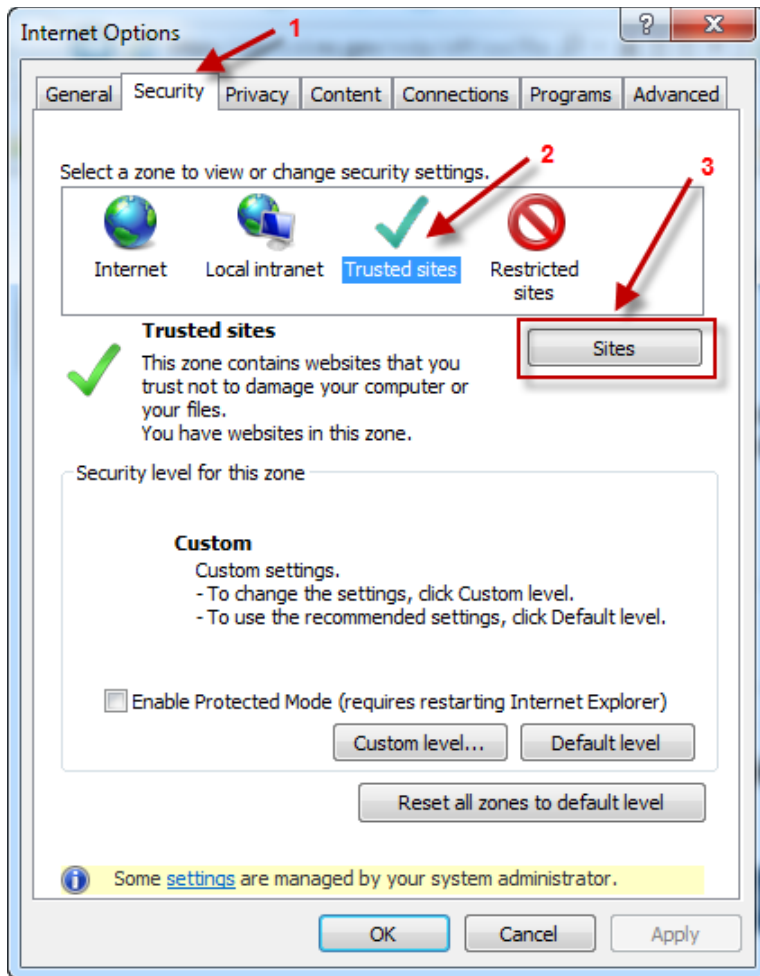 Internet Options
1
General Security Privacy Content Connections Programs Advanced
2
3
Select a zone to view or change security settings.
Internet Local intranet Trusted sites Restricted sites
Trusted sites
Sites
This zone contains websites that you
trust not to damage your computer or
your files.
You have websites in this zone.
Security level for this zone
Custom
Custom settings.
- To change the settings, click Custom level.
- To use the recommended settings, click Default level.
Enable Protected Mode (requires restarting Internet Explorer)
Custom level... Default level
Reset all zones to default level
Some settings are managed by your system administrator.
OK Cancel Apply